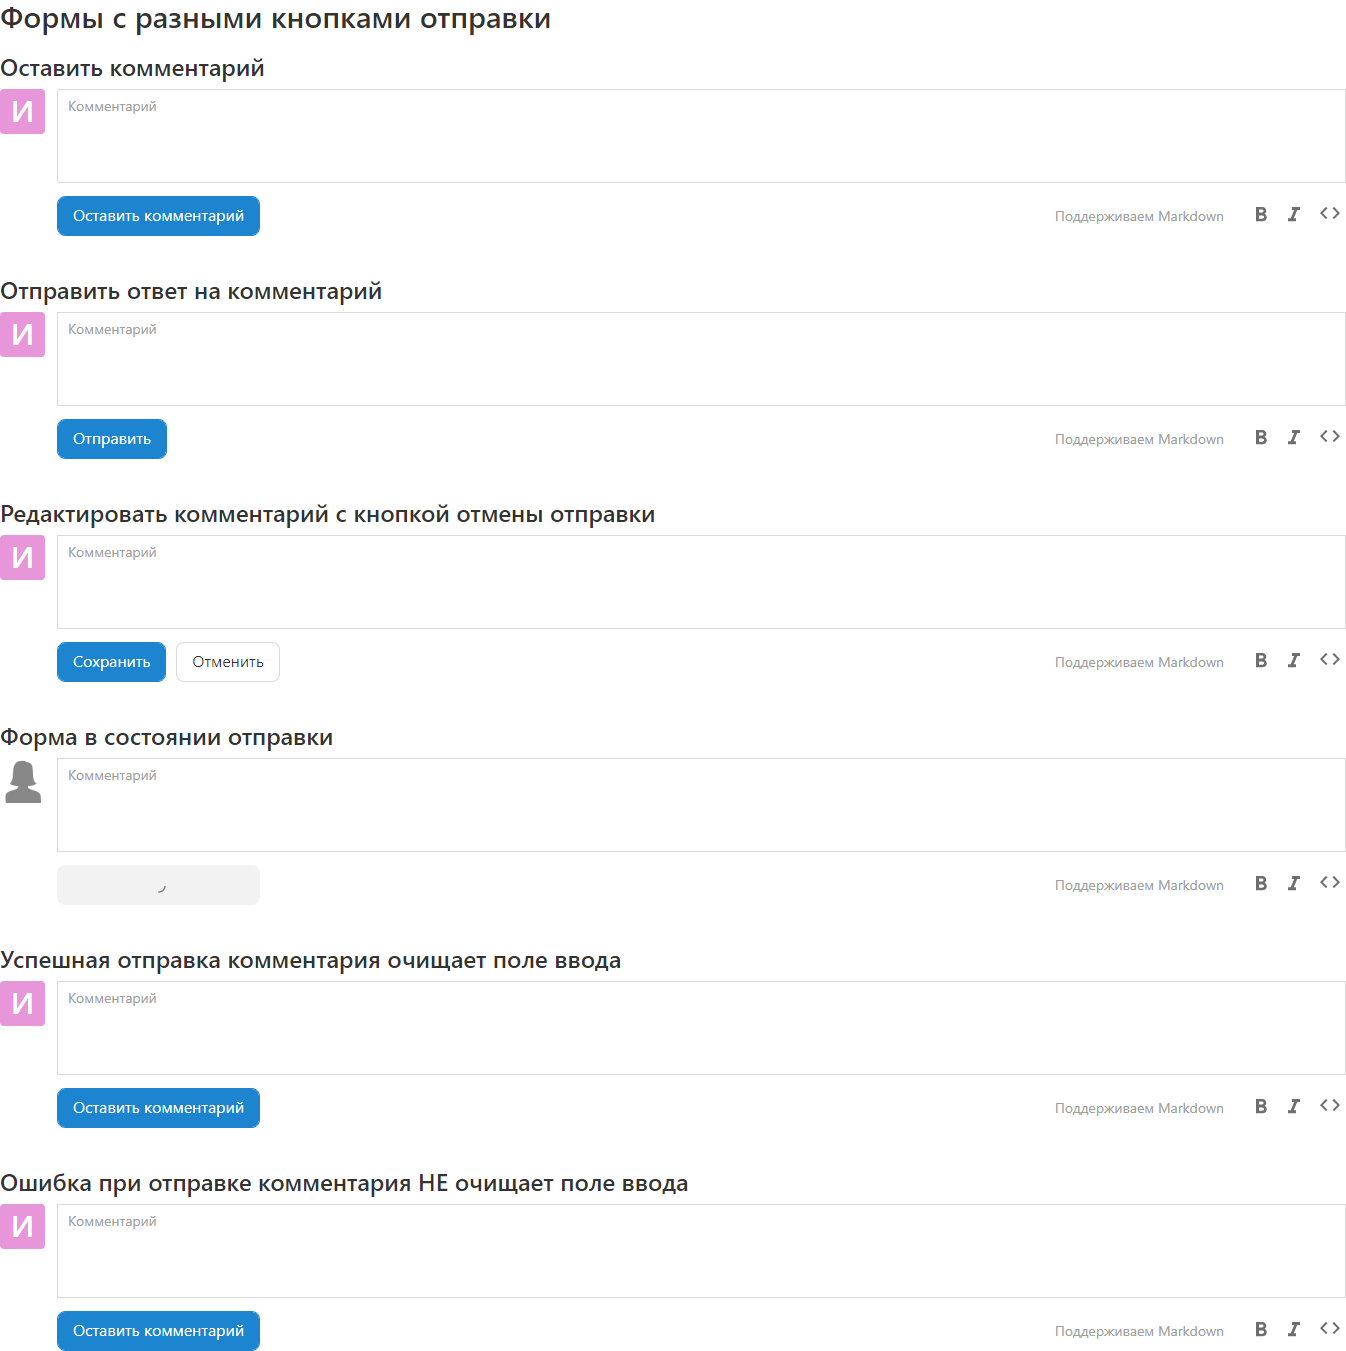 Формы с разными кнопками отправки
Оставить комментарий
И
Комментарий
Оставить комментарий
Поддерживаем Markdown
B I <>
Отправить ответ на комментарий
И
Комментарий
Отправить
Поддерживаем Markdown
B I <>
Редактировать комментарий с кнопкой отмены отправки
И
Комментарий
Сохранить
Отменить
Поддерживаем Markdown
B I <>
Форма в состоянии отправки
Комментарий
Поддерживаем Markdown
B I <>
Успешная отправка комментария очищает поле ввода
И
Комментарий
Оставить комментарий
Поддерживаем Markdown
B I <>
Ошибка при отправке комментария НЕ очищает поле ввода
И
Комментарий
Оставить комментарий
Поддерживаем Markdown
B I <>